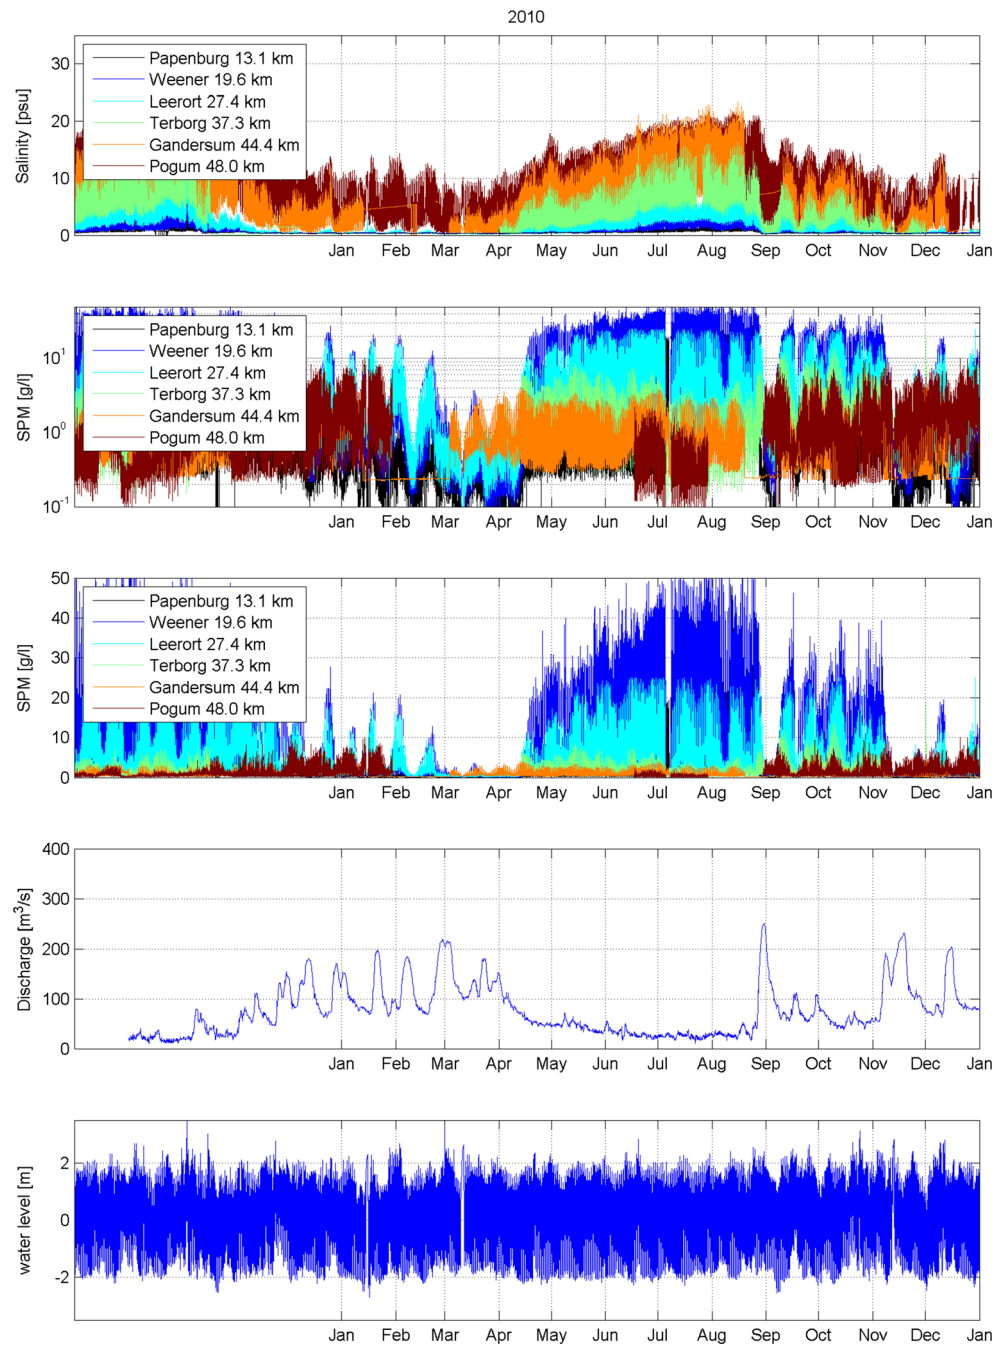 2010
Salinity [psu]
30
20
10
0
Papenburg 13.1 km
Weener 19.6 km
Leerort 27.4 km
Terborg 37.3 km
Gandersum 44.4 km
Pogum 48.0 km
Jan Feb Mar Apr May Jun Jul Aug Sep Oct Nov Dec Jan
SPM [g/l]
10^1
10^0
10^-1
Papenburg 13.1 km
Weener 19.6 km
Leerort 27.4 km
Terborg 37.3 km
Gandersum 44.4 km
Pogum 48.0 km
Jan Feb Mar Apr May Jun Jul Aug Sep Oct Nov Dec Jan
SPM [g/l]
50
40
30
20
10
0
Papenburg 13.1 km
Weener 19.6 km
Leerort 27.4 km
Terborg 37.3 km
Gandersum 44.4 km
Pogum 48.0 km
Jan Feb Mar Apr May Jun Jul Aug Sep Oct Nov Dec Jan
Discharge [m^3/s]
400
300
200
100
0
Jan Feb Mar Apr May Jun Jul Aug Sep Oct Nov Dec Jan
water level [m]
2
0
-2
Jan Feb Mar Apr May Jun Jul Aug Sep Oct Nov Dec Jan